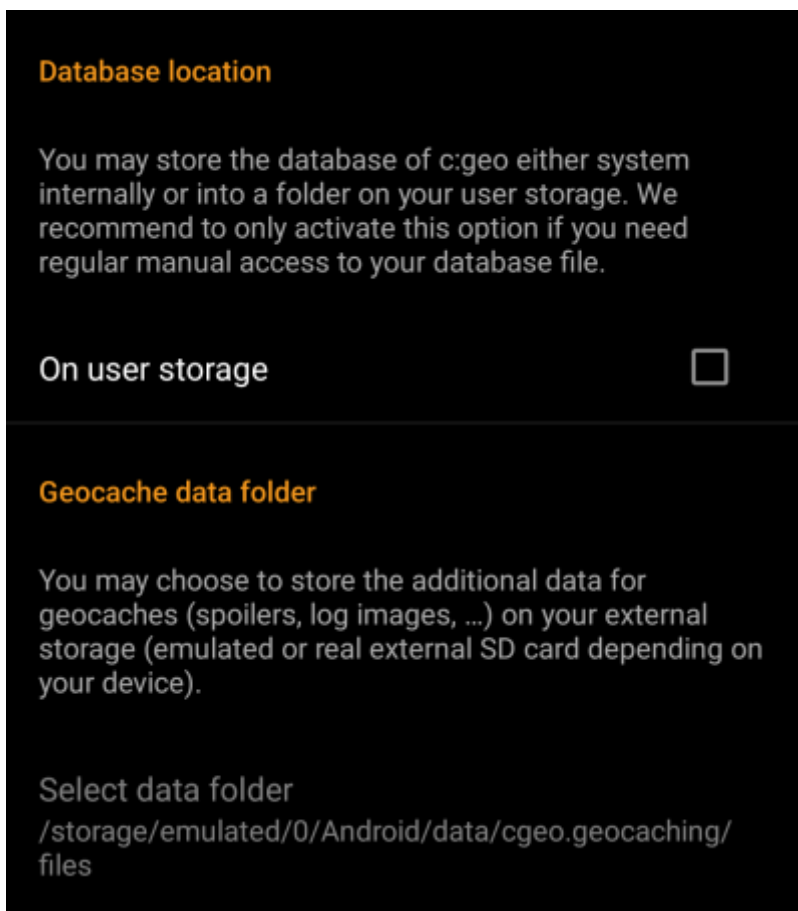 Database location
You may store the database of c:geo either system
internally or into a folder on your user storage. We
recommend to only activate this option if you need
regular manual access to your database file.
On user storage
Geocache data folder
You may choose to store the additional data for
geocaches (spoilers, log images, …) on your external
storage (emulated or real external SD card depending on
your device).
Select data folder
/storage/emulated/0/Android/data/cgeo.geocaching/
files